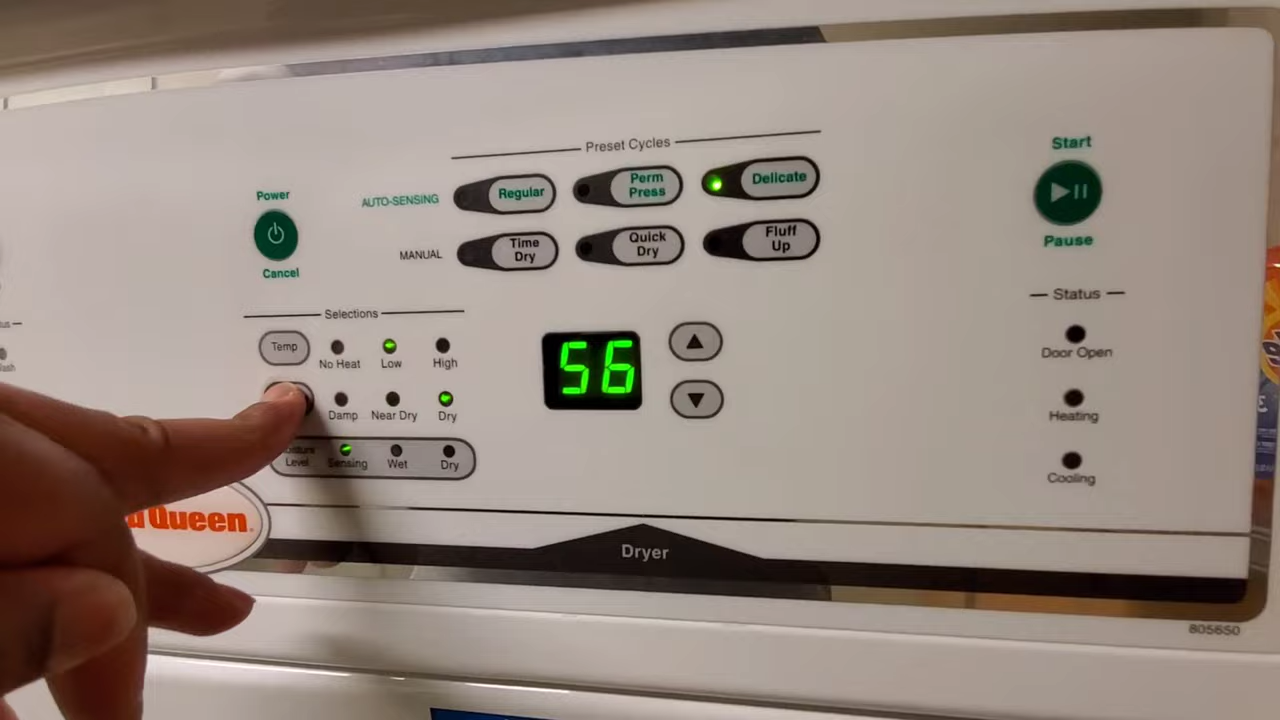 Preset Cycles
Start
Power
AUTO-SENSING
Regular
Perm
Press
Delicate
Cancel
MANUAL
Time
Dry
Quick
Dry
Fluff
Up
Pause
Selections
Status
Temp
No Heat
Low
High
56
Door Open
Damp
Near Dry
Dry
Heating
Level
Sensing
Wet
Dry
Cooling
Queen
Dryer
805650